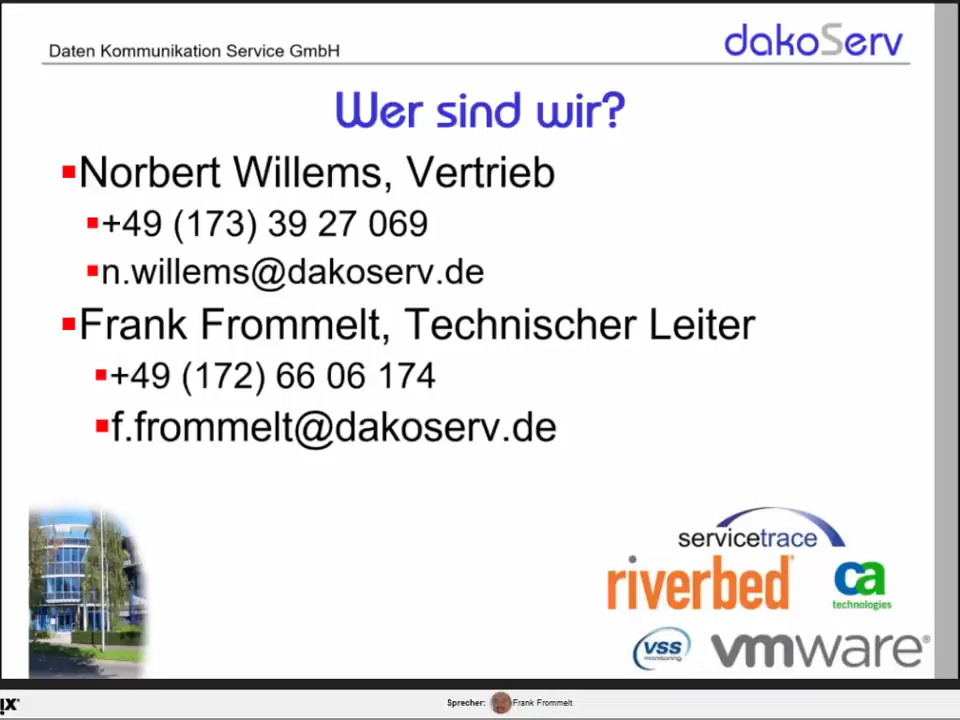 Daten Kommunikation Service GmbH
dakoServ
Wer sind wir?
Norbert Willems, Vertrieb
+49 (173) 39 27 069
n.willems@dakoserv.de
Frank Frommelt, Technischer Leiter
+49 (172) 66 06 174
f.frommelt@dakoserv.de
servicetrace
riverbed®
ca
technologies
vss
monitoring
vmware®
Sprecher: Frank Frommelt